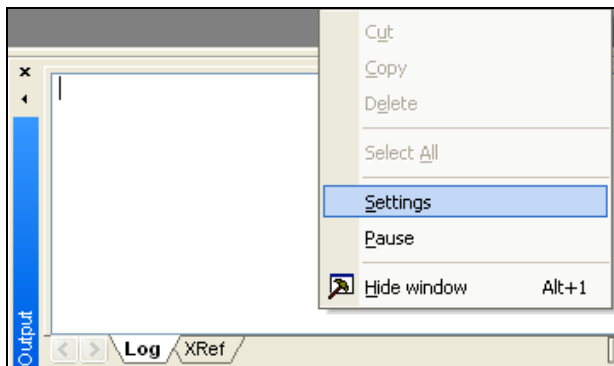 Cut
Copy
Delete
Select All
Settings
Pause
Hide window Alt+1
Output
Log XRef